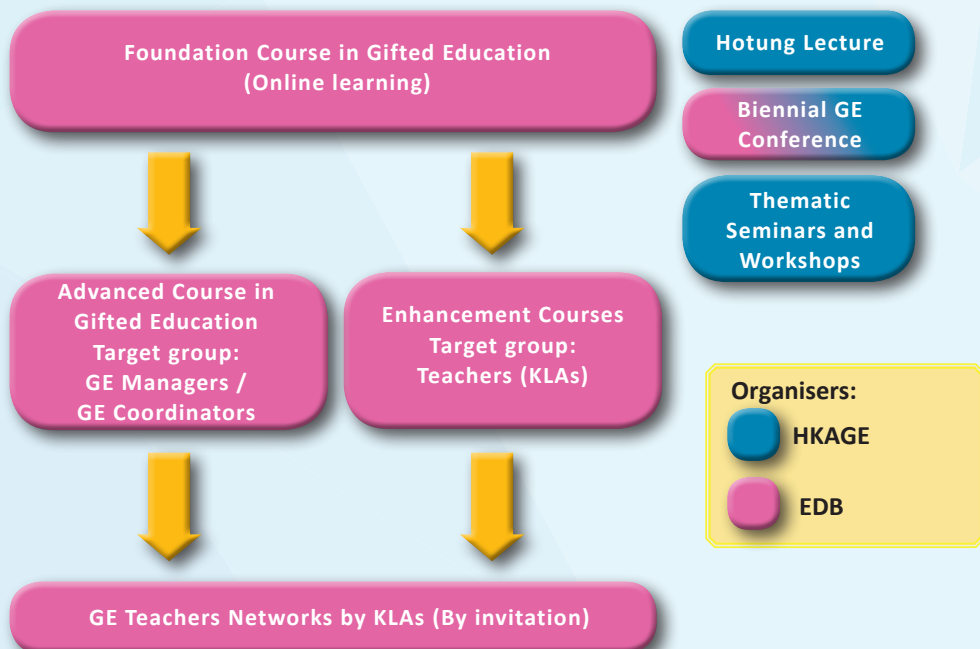 Foundation Course in Gifted Education
(Online learning)
Hotung Lecture
Biennial GE
Conference
Thematic
Seminars and
Workshops
Advanced Course in
Gifted Education
Target group:
GE Managers /
GE Coordinators
Enhancement Courses
Target group:
Teachers (KLAs)
Organisers:
HKAGE
EDB
GE Teachers Networks by KLAs (By invitation)